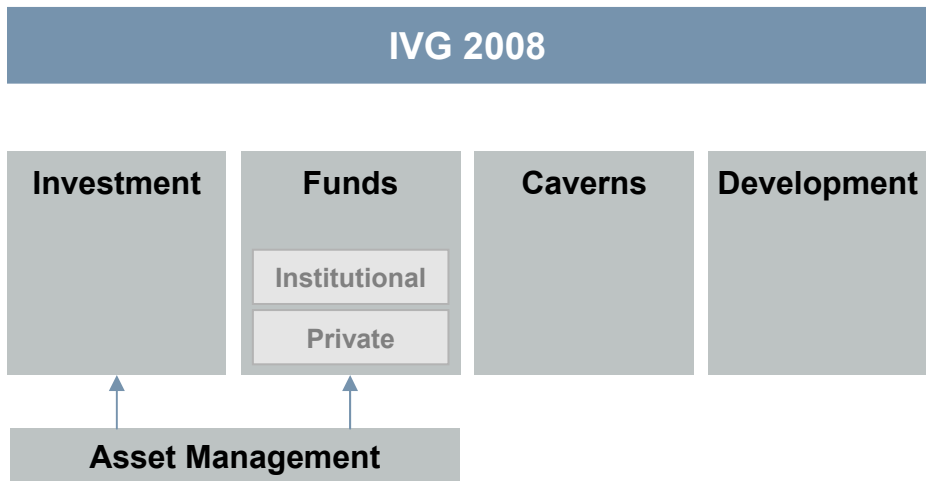 IVG 2008
Investment
Funds
Caverns
Development
Institutional
Private
Asset Management